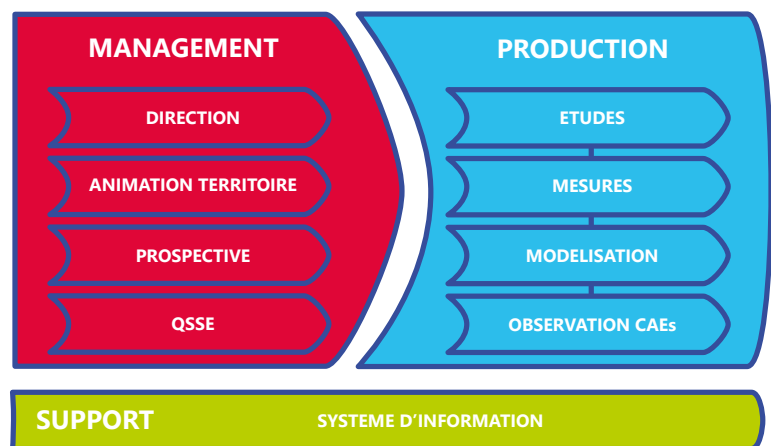 MANAGEMENT
DIRECTION
ANIMATION TERRITOIRE
PROSPECTIVE
QSSE
PRODUCTION
ETUDES
MESURES
MODELISATION
OBSERVATION CAEs
SUPPORT SYSTEME D’INFORMATION